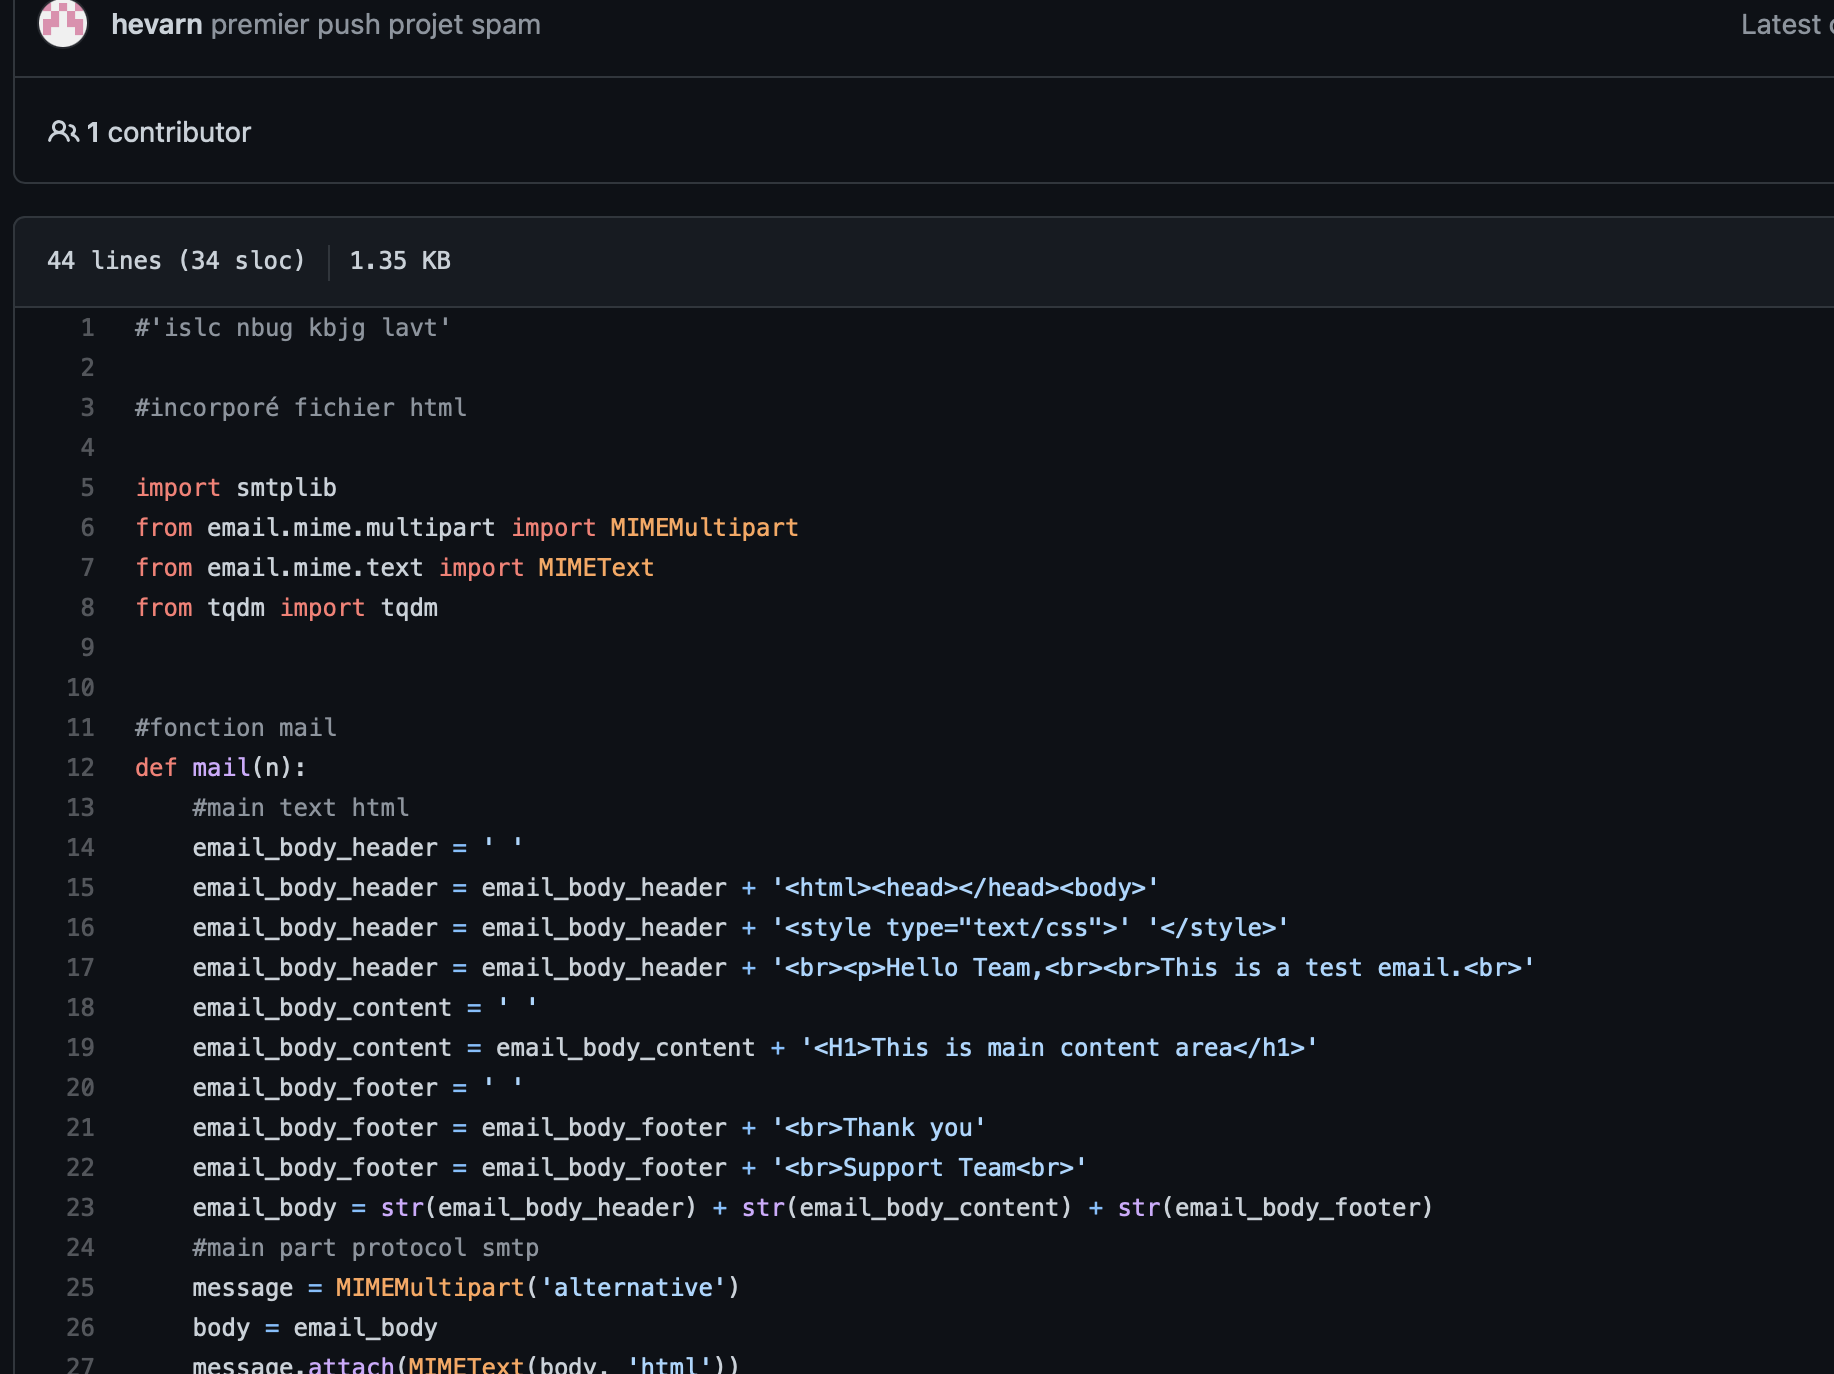 hevarn premier push projet spam Latest
1 contributor
44 lines (34 sloc) 1.35 KB
1 #'islc nbug kbjg lavt'
2
3 #incorporé fichier html
4
5 import smtplib
6 from email.mime.multipart import MIMEMultipart
7 from email.mime.text import MIMEText
8 from tqdm import tqdm
9
10
11 #fonction mail
12 def mail(n):
13 #main text html
14 email_body_header = ' '
15 email_body_header = email_body_header + '<html><head></head><body>'
16 email_body_header = email_body_header + '<style type="text/css">' '</style>'
17 email_body_header = email_body_header + '<br><p>Hello Team,<br><br>This is a test email.<br>'
18 email_body_content = ' '
19 email_body_content = email_body_content + '<H1>This is main content area</h1>'
20 email_body_footer = ' '
21 email_body_footer = email_body_footer + '<br>Thank you'
22 email_body_footer = email_body_footer + '<br>Support Team<br>'
23 email_body = str(email_body_header) + str(email_body_content) + str(email_body_footer)
24 #main part protocol smtp
25 message = MIMEMultipart('alternative')
26 body = email_body
27 message.attach(MIMEText(body, 'html'))